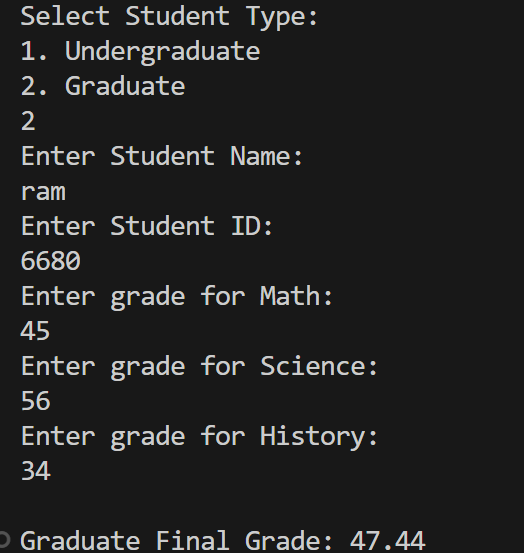 Select Student Type:
1. Undergraduate
2. Graduate
2
Enter Student Name:
ram
Enter Student ID:
6680
Enter grade for Math:
45
Enter grade for Science:
56
Enter grade for History:
34
Graduate Final Grade: 47.44